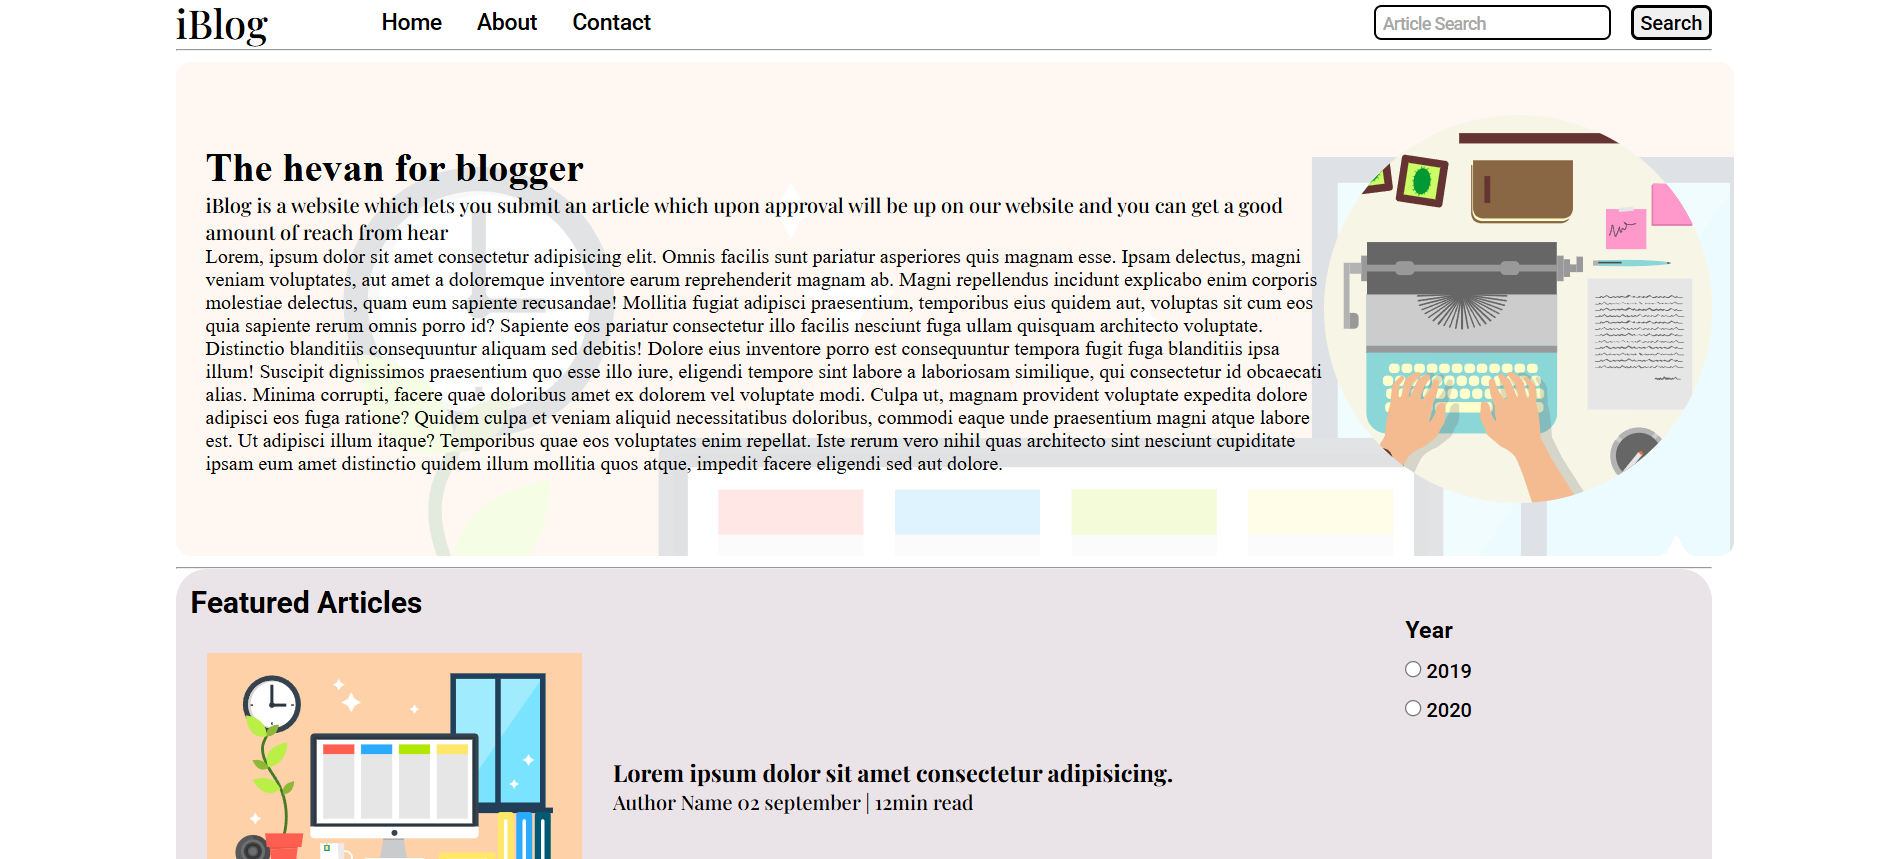 iBlog
Home About Contact
Article Search Search
The hevan for blogger
iBlog is a website which lets you submit an article which upon approval will be up on our website and you can get a good
amount of reach from hear
Lorem, ipsum dolor sit amet consectetur adipisicing elit. Omnis facilis sunt pariatur asperiores quis magnam esse. Ipsam delectus, magni
veniam voluptates, aut amet a doloremque inventore earum reprehenderit magnam ab. Magni repellendus incidunt explicabo enim corporis
molestiae delectus, quam eum sapiente recusandae! Mollitia fugiat adipisci praesentium, temporibus eius quidem aut, voluptas sit cum eos
quia sapiente rerum omnis porro id? Sapiente eos pariatur consectetur illo facilis nesciunt fuga ullam quisquam architecto voluptate.
Distinctio blanditiis consequuntur aliquam sed debitis! Dolore eius inventore porro est consequuntur tempora fugit fuga blanditiis ipsa
illum! Suscipit dignissimos praesentium quo esse illo iure, eligendi tempore sint labore a laboriosam similique, qui consectetur id obcaecati
alias. Minima corrupti, facere quae doloribus amet ex dolorem vel voluptate modi. Culpa ut, magnam provident voluptate expedita dolore
adipisci eos fuga ratione? Quidem culpa et veniam aliquid necessitatibus doloribus, commodi eaque unde praesentium magni atque labore
est. Ut adipisci illum itaque? Temporibus quae eos voluptates enim repellat. Iste rerum vero nihil quas architecto sint nesciunt cupiditate
ipsam eum amet distinctio quidem illum mollitia quos atque, impedit facere eligendi sed aut dolore.
Featured Articles
Year
2019
2020
Lorem ipsum dolor sit amet consectetur adipisicing.
Author Name 02 september | 12min read